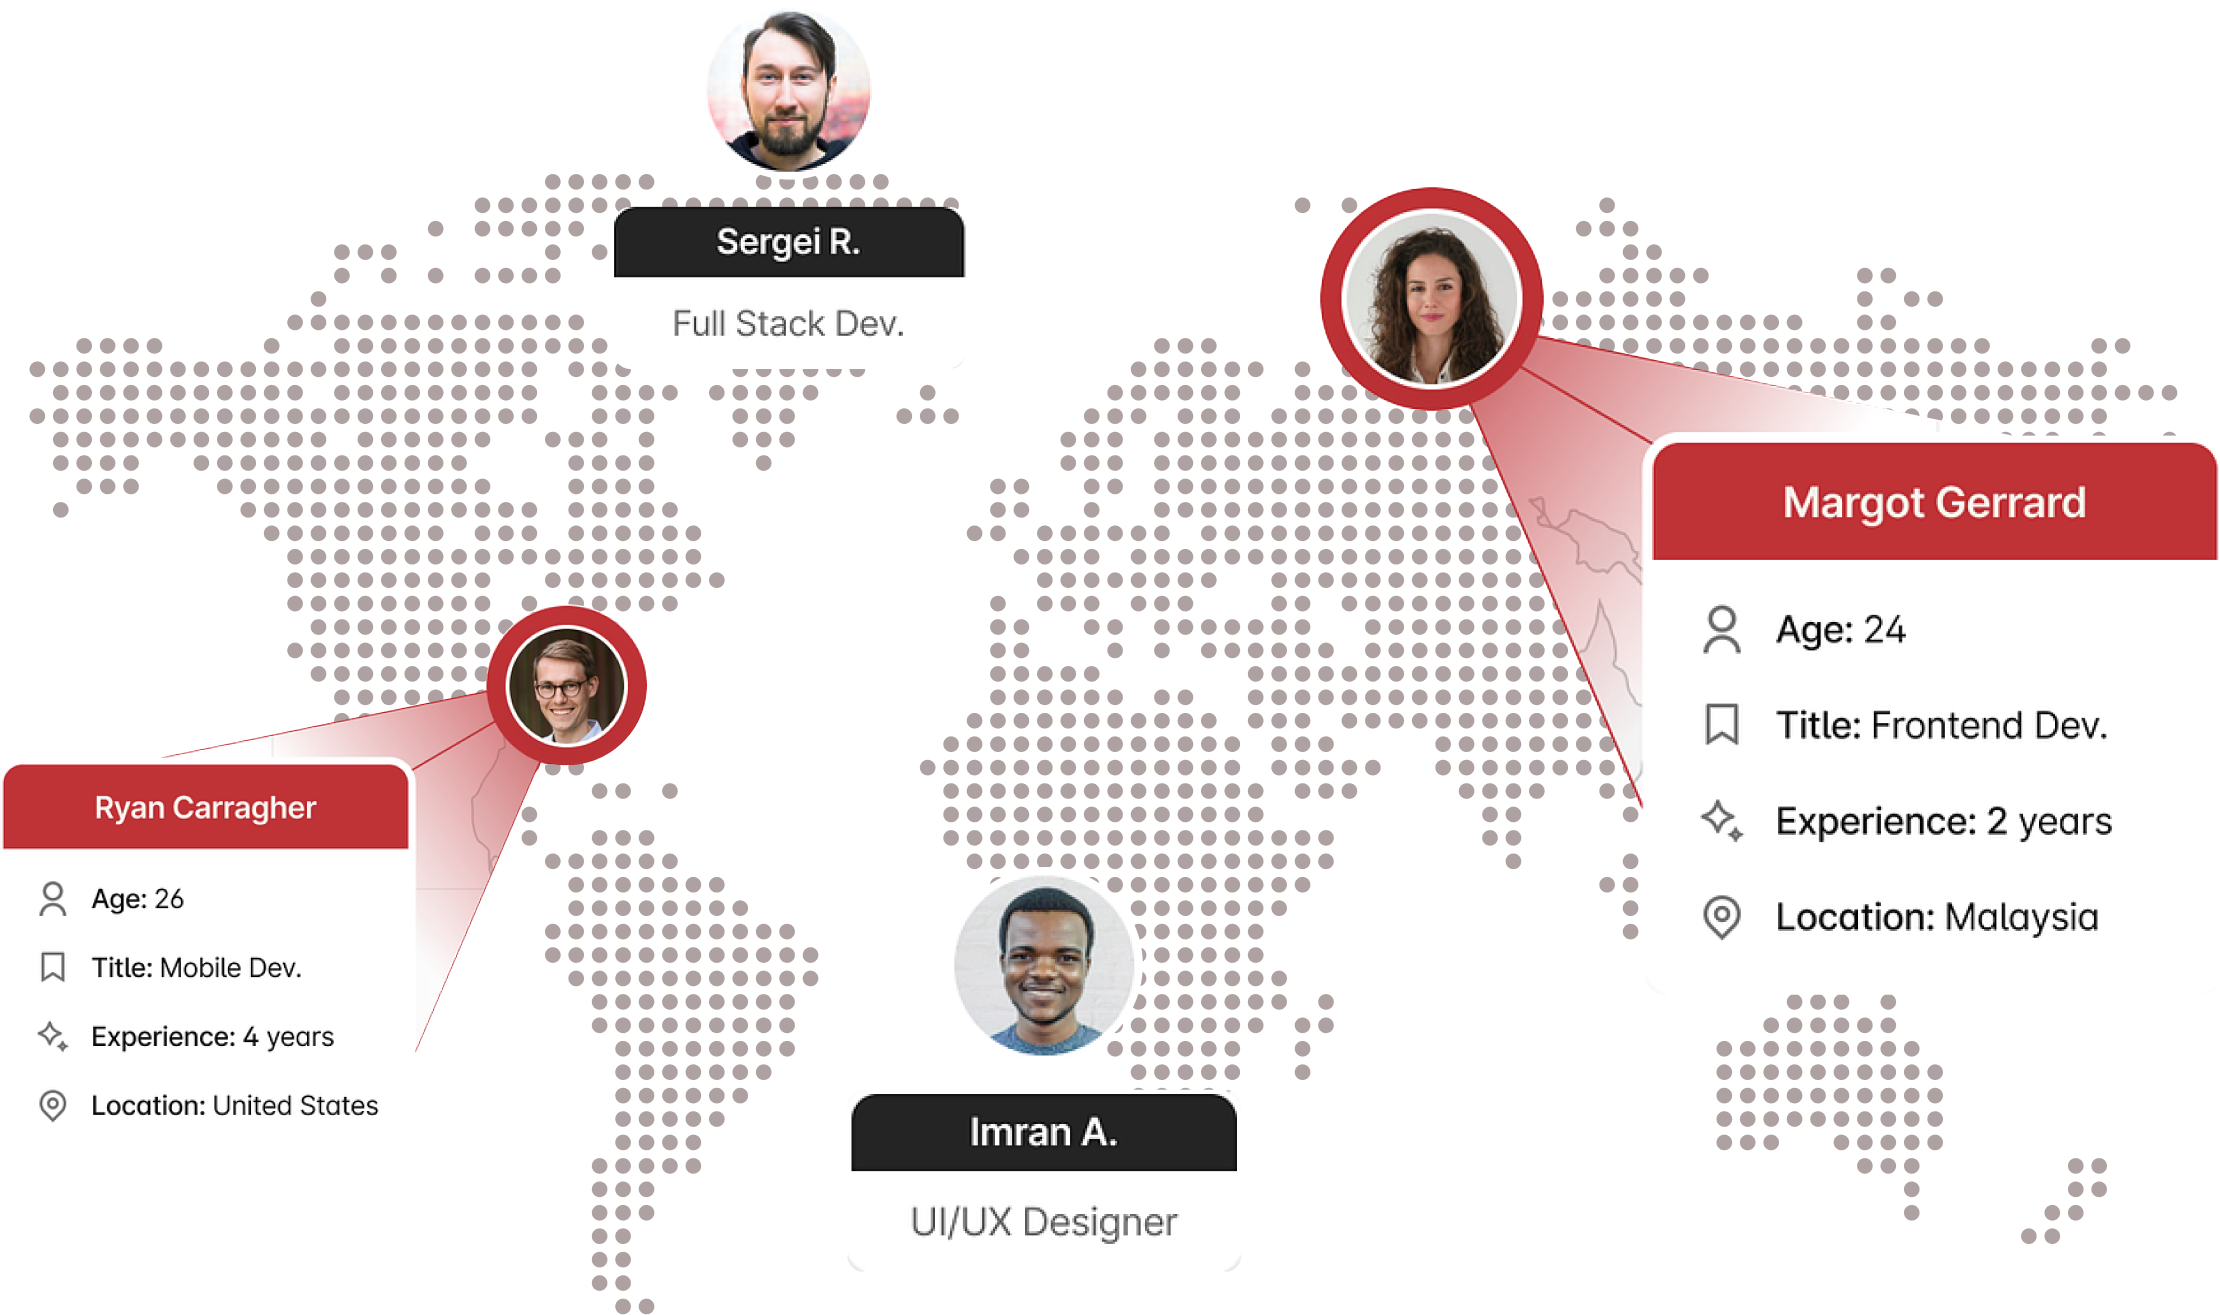 Sergei R.
Full Stack Dev.
Margot Gerrard
Age: 24
Title: Frontend Dev.
Experience: 2 years
Location: Malaysia
Ryan Carragher
Age: 26
Title: Mobile Dev.
Experience: 4 years
Location: United States
Imran A.
UI/UX Designer